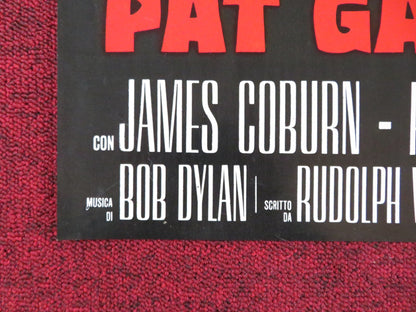 PAT GA
CON JAMES COBURN -
MUSICA DI BOB DYLAN | SCRITTO DA RUDOLPH